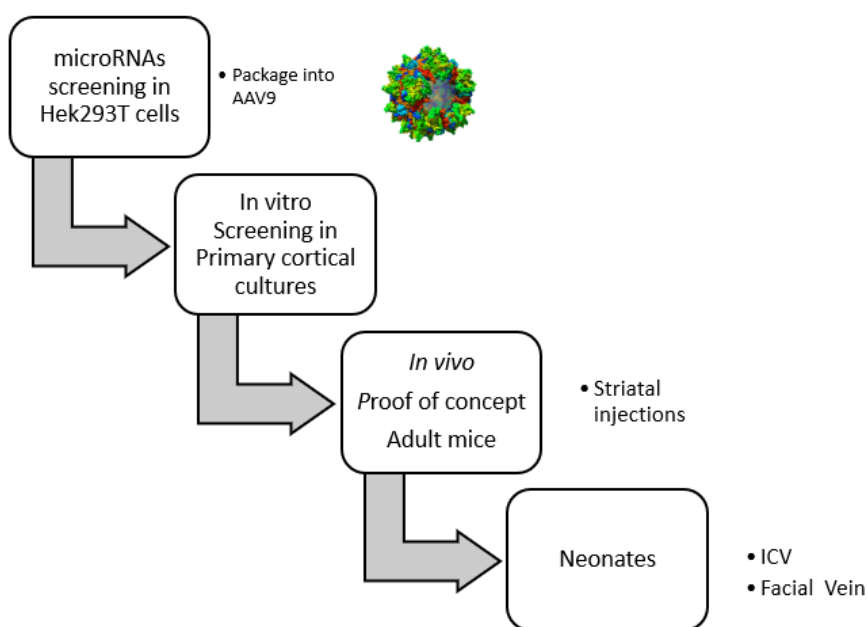 microRNAs
screening in
Hek293T cells
• Package into
AAV9
In vitro
Screening in
Primary cortical
cultures
In vivo
Proof of concept
Adult mice
• Striatal
injections
Neonates
• ICV
• Facial Vein